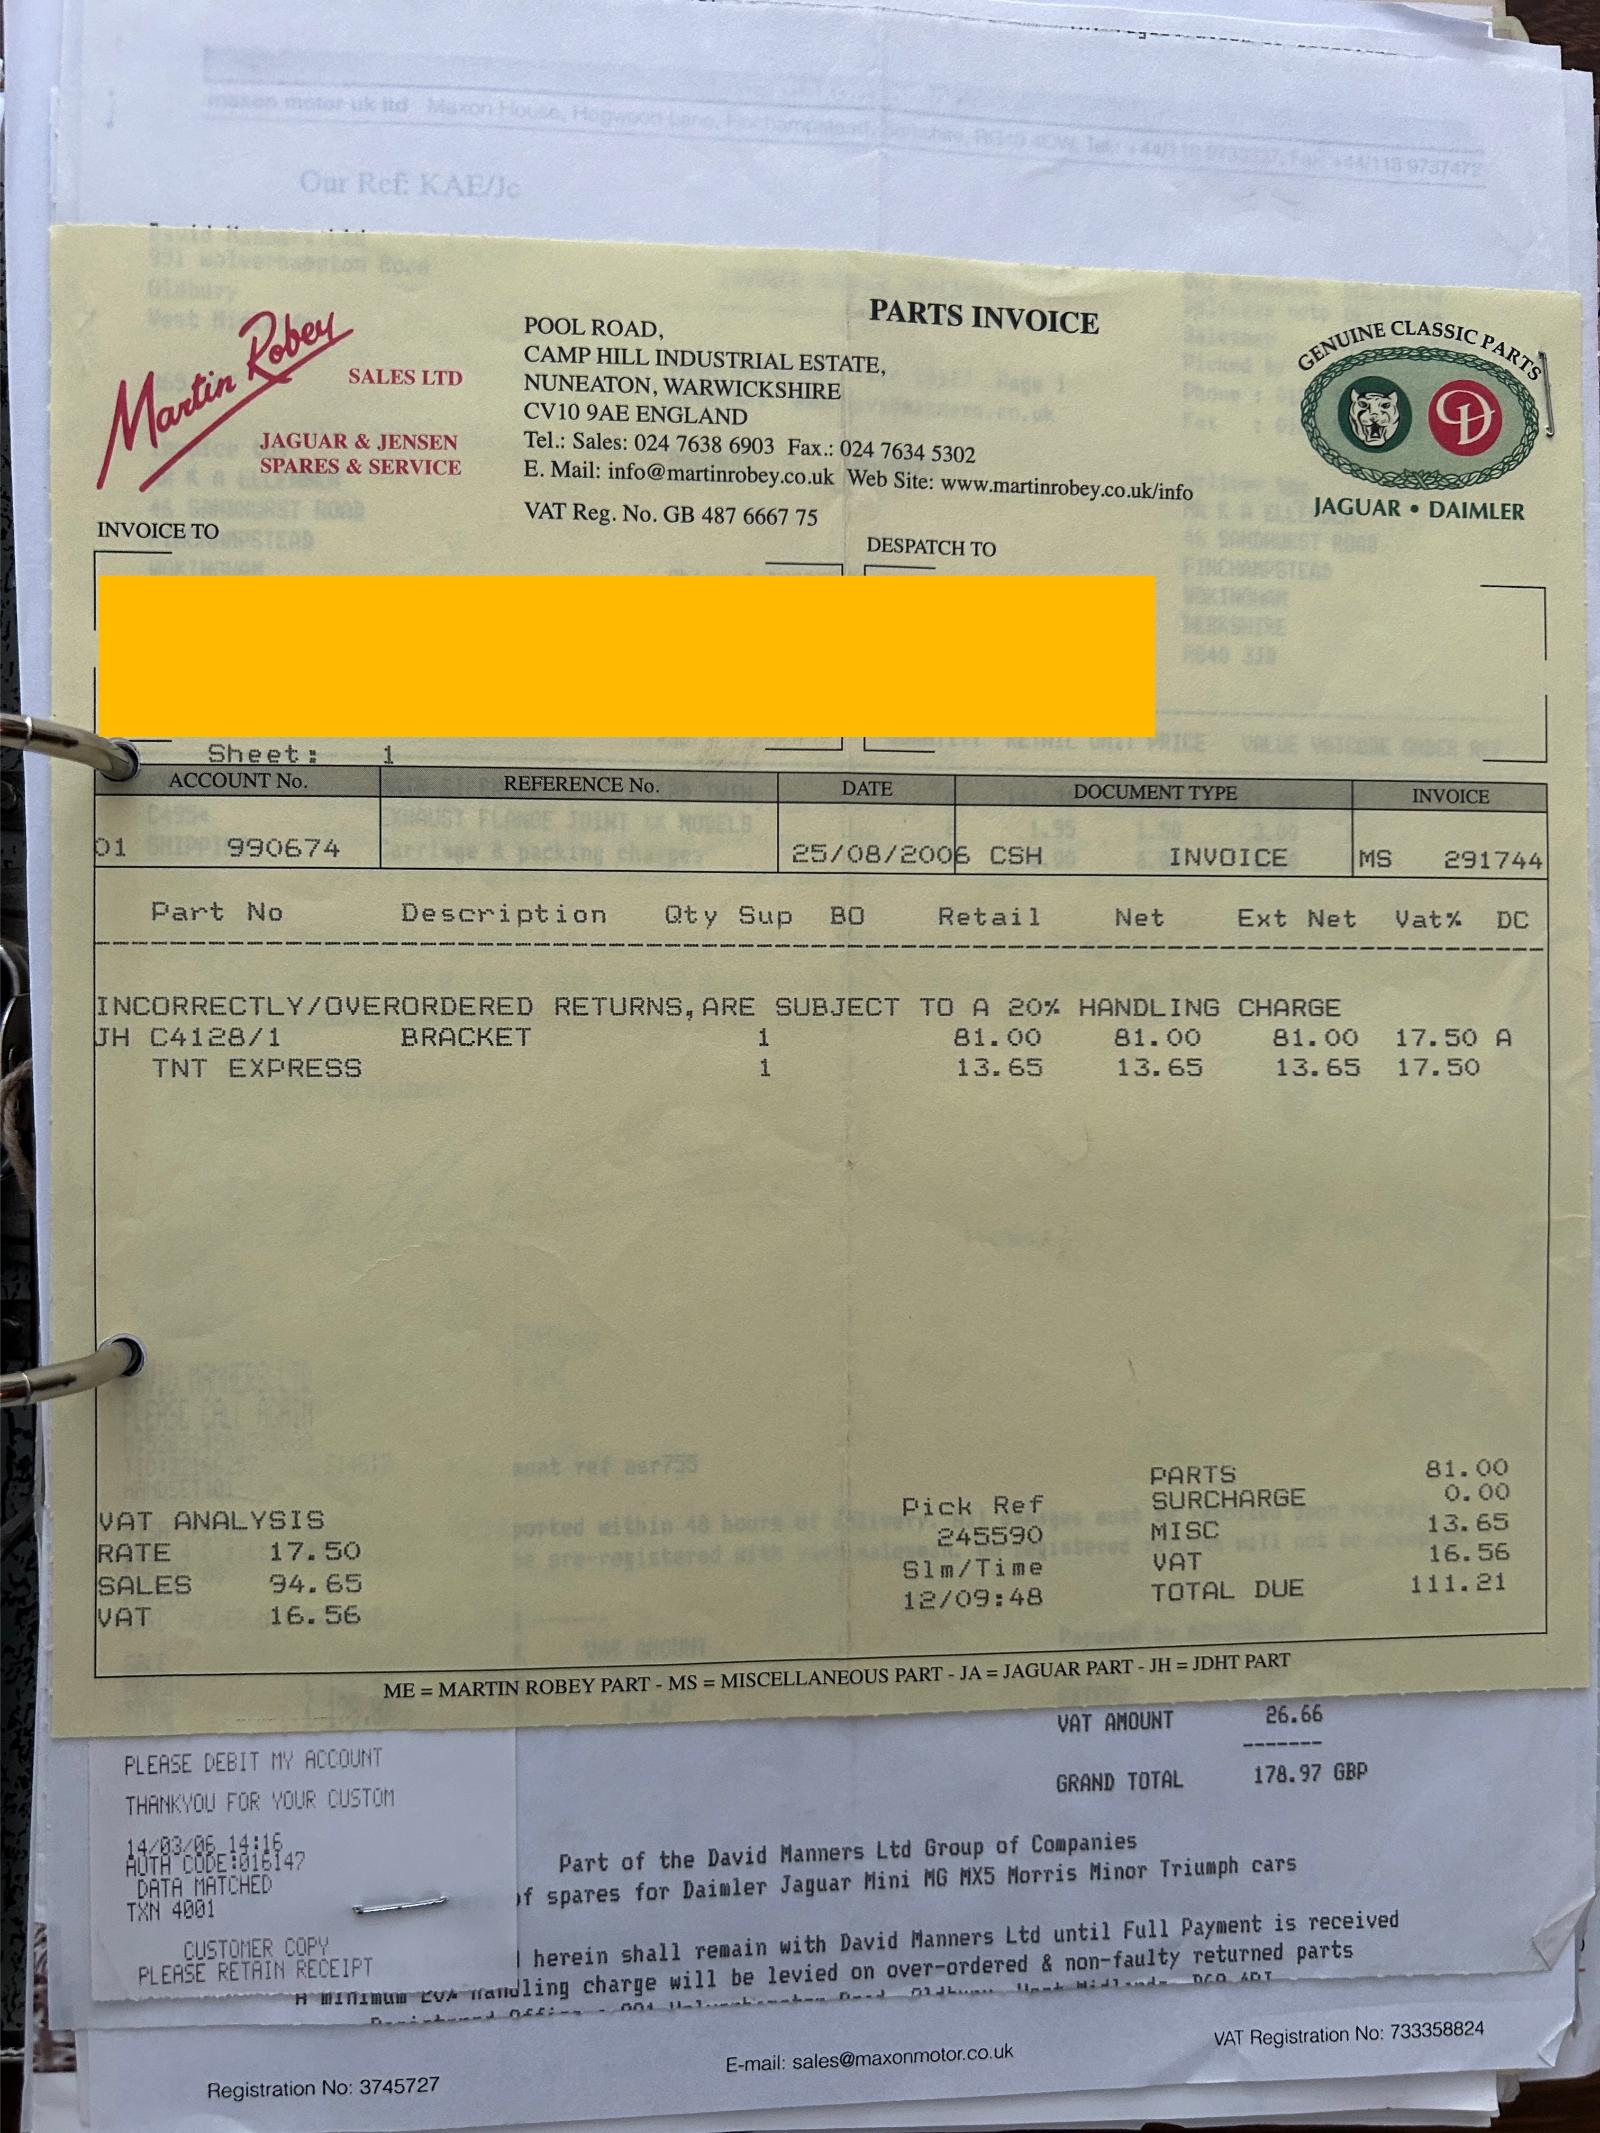 maxon motor uk ltd Maxon House, Hogwood Lane, Finchampstead, Berkshire, RG40 4QW, Tel.: +44/118 9733337, Fax: +44/118 9737472
Our Ref: KAE/Jc
Martin Robey
SALES LTD
JAGUAR & JENSEN
SPARES & SERVICE
PARTS INVOICE
POOL ROAD,
CAMP HILL INDUSTRIAL ESTATE,
NUNEATON, WARWICKSHIRE
CV10 9AE ENGLAND
Tel.: Sales: 024 7638 6903 Fax.: 024 7634 5302
E. Mail: info@martinrobey.co.uk Web Site: www.martinrobey.co.uk/info
VAT Reg. No. GB 487 6667 75
GENUINE CLASSIC PARTS
JAGUAR • DAIMLER
INVOICE TO
DESPATCH TO
Sheet: 1
ACCOUNT No. REFERENCE No. DATE DOCUMENT TYPE INVOICE
01 990674 25/08/2006 CSH INVOICE MS 291744
Part No Description Qty Sup BO Retail Net Ext Net Vat% DC
INCORRECTLY/OVERORDERED RETURNS,ARE SUBJECT TO A 20% HANDLING CHARGE
JH C4128/1 BRACKET 1 81.00 81.00 81.00 17.50 A
TNT EXPRESS 1 13.65 13.65 13.65 17.50
VAT ANALYSIS
RATE 17.50
SALES 94.65
VAT 16.56
Pick Ref
245590
Slm/Time
12/09:48
PARTS 81.00
SURCHARGE 0.00
MISC 13.65
VAT 16.56
TOTAL DUE 111.21
ME = MARTIN ROBEY PART - MS = MISCELLANEOUS PART - JA = JAGUAR PART - JH = JDHT PART
VAT AMOUNT 26.66
GRAND TOTAL 178.97 GBP
PLEASE DEBIT MY ACCOUNT
THANKYOU FOR YOUR CUSTOM
14/03/06 14:16
AUTH CODE:016147
DATA MATCHED
TXN 4001
CUSTOMER COPY
PLEASE RETAIN RECEIPT
Part of the David Manners Ltd Group of Companies
of spares for Daimler Jaguar Mini MG MX5 Morris Minor Triumph cars
herein shall remain with David Manners Ltd until Full Payment is received
A minimum 20% handling charge will be levied on over-ordered & non-faulty returned parts
Registration No: 3745727
E-mail: sales@maxonmotor.co.uk
VAT Registration No: 733358824